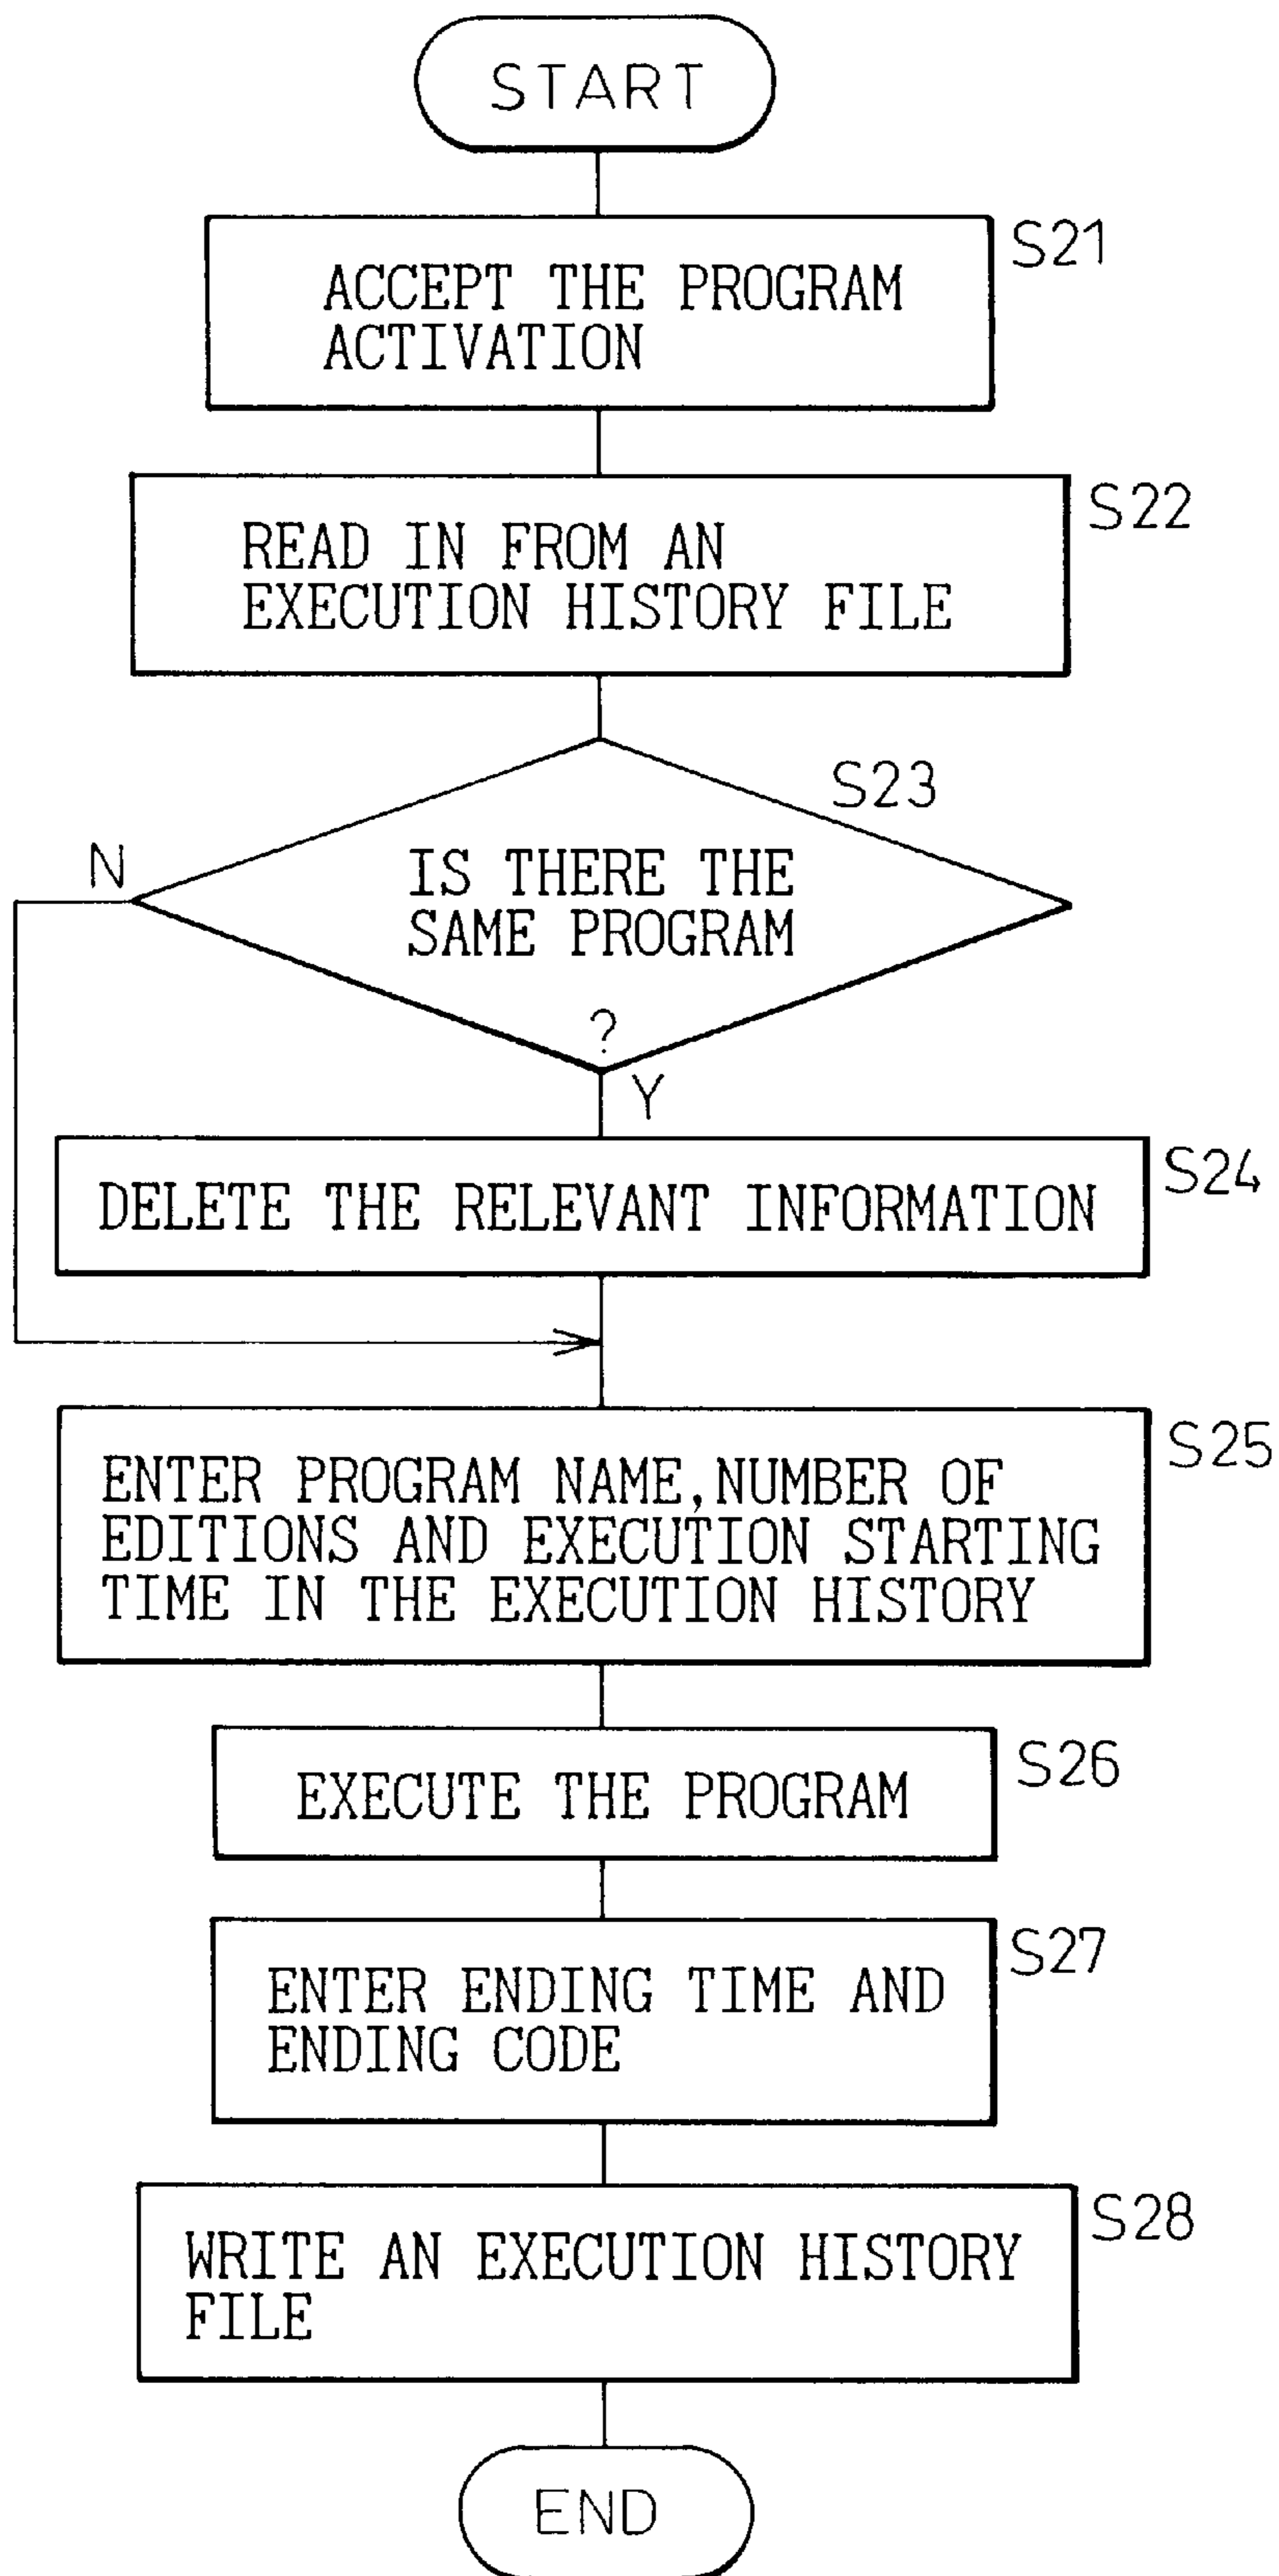 START
S21
ACCEPT THE PROGRAM
ACTIVATION
S22
READ IN FROM AN
EXECUTION HISTORY FILE
S23
N
IS THERE THE
SAME PROGRAM
?
Y
S24
DELETE THE RELEVANT INFORMATION
S25
ENTER PROGRAM NAME,NUMBER OF
EDITIONS AND EXECUTION STARTING
TIME IN THE EXECUTION HISTORY
S26
EXECUTE THE PROGRAM
S27
ENTER ENDING TIME AND
ENDING CODE
S28
WRITE AN EXECUTION HISTORY
FILE
END